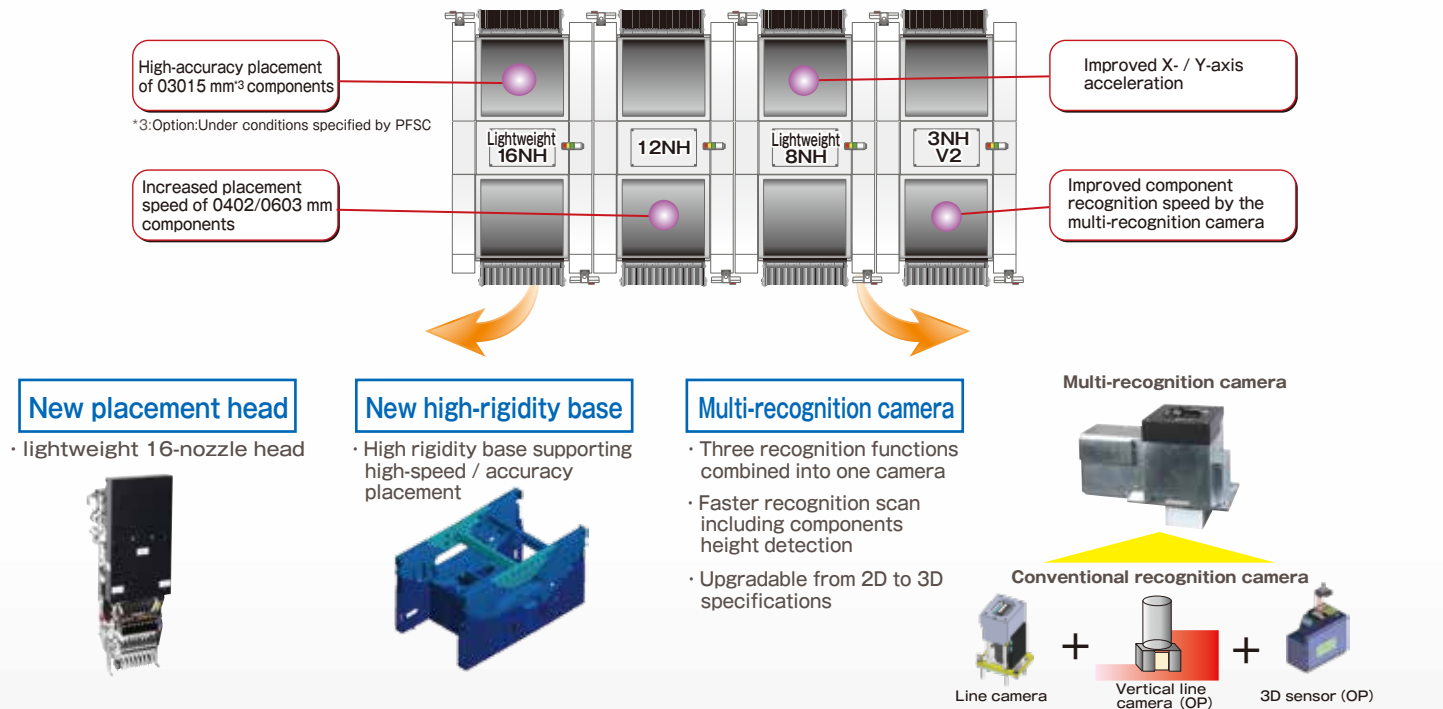 High-accuracy placement
of 03015 mm*3 components
*3:Option:Under conditions specified by PFSC
Increased placement
speed of 0402/0603 mm
components
Lightweight
16NH
12NH
Lightweight
8NH
3NH
V2
Improved X- / Y-axis
acceleration
Improved component
recognition speed by the
multi-recognition camera
New placement head
· lightweight 16-nozzle head
New high-rigidity base
· High rigidity base supporting
high-speed / accuracy
placement
Multi-recognition camera
· Three recognition functions
combined into one camera
· Faster recognition scan
including components
height detection
· Upgradable from 2D to 3D
specifications
Multi-recognition camera
Conventional recognition camera
+
+
Line camera
Vertical line
camera (OP)
3D sensor (OP)